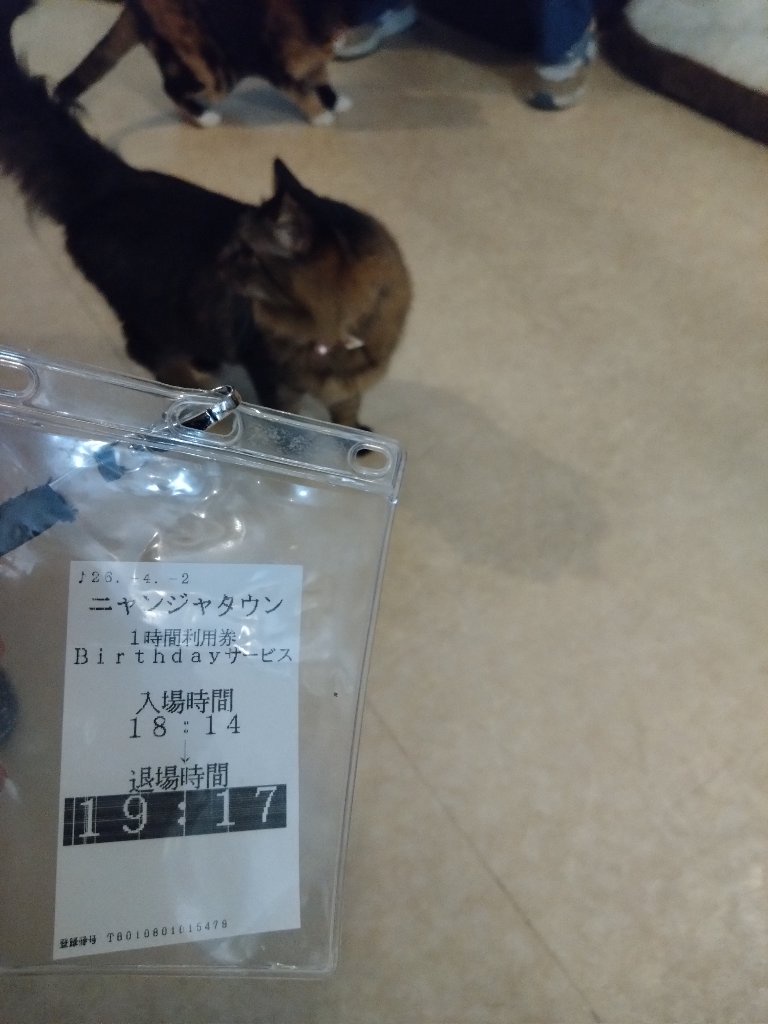 ♪26.-4.-2
ニャンジャタウン
1時間利用券
Birthdayサービス
入場時間
18:14
↓
退場時間
19:17
登録番号 T8010801015479